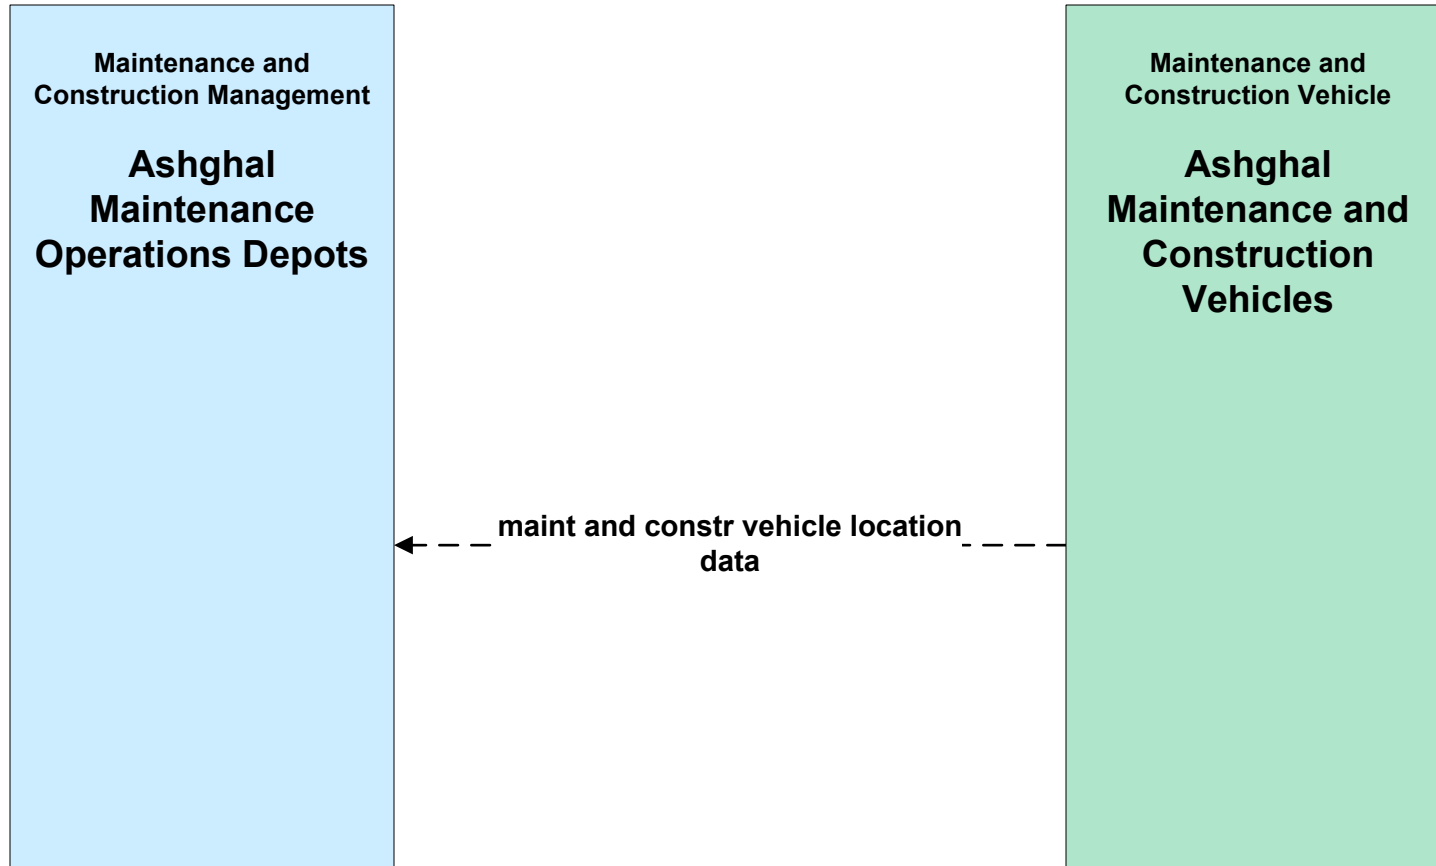 Maintenance and
Construction Management
Ashghal
Maintenance
Operations Depots
maint and constr vehicle location
data
Maintenance and
Construction Vehicle
Ashghal
Maintenance and
Construction
Vehicles